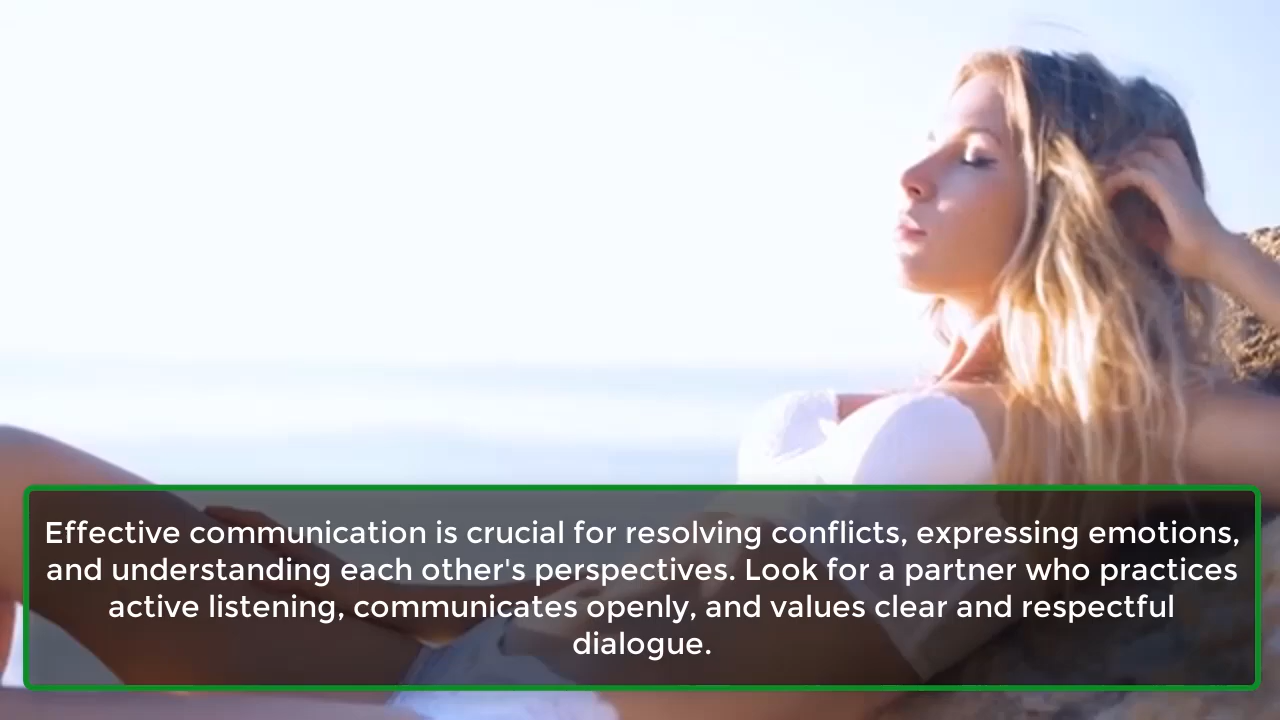 Effective communication is crucial for resolving conflicts, expressing emotions,
and understanding each other's perspectives. Look for a partner who practices
active listening, communicates openly, and values clear and respectful
dialogue.